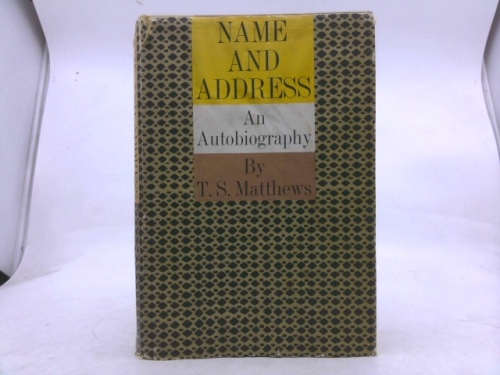 NAME
AND
ADDRESS
An
Autobiography
By
T. S. Matthews